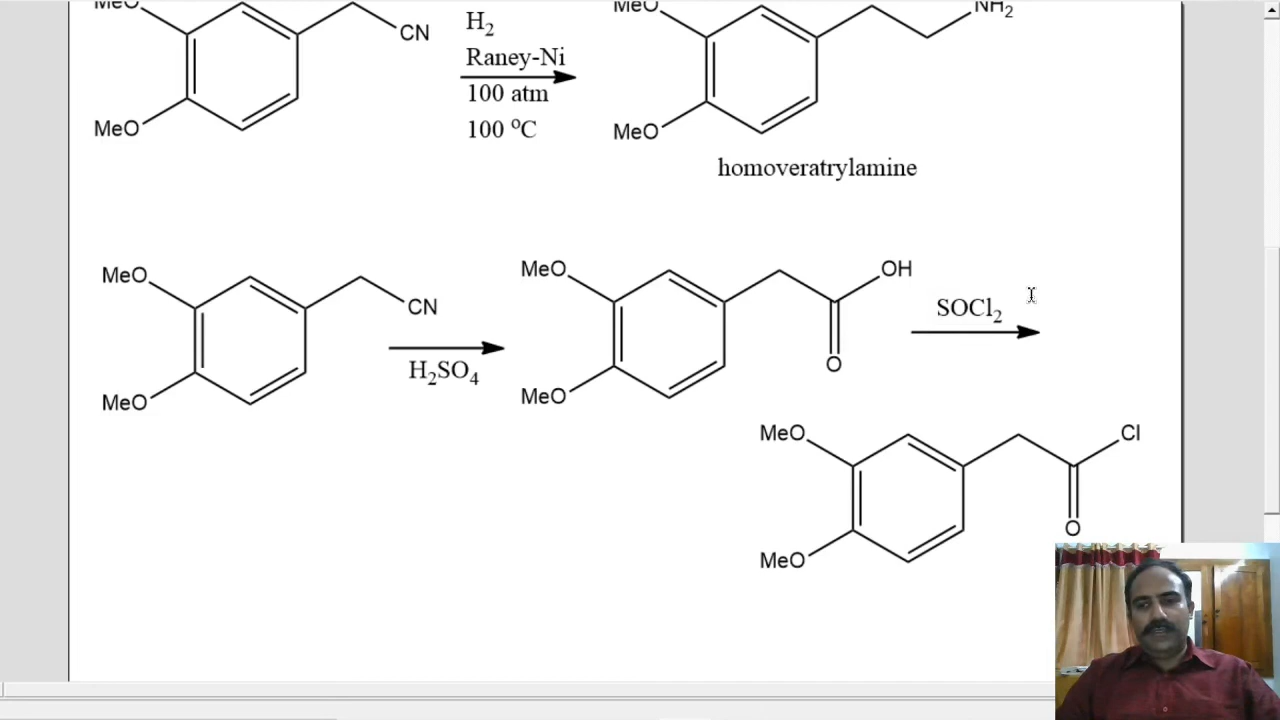 MeO
CN
H₂
Raney-Ni
100 atm
100 °C
MeO
MeO
NH₂
MeO
homoveratrylamine
MeO
CN
MeO
H₂SO₄
MeO
OH
O
MeO
SOCl₂
MeO
Cl
O
MeO